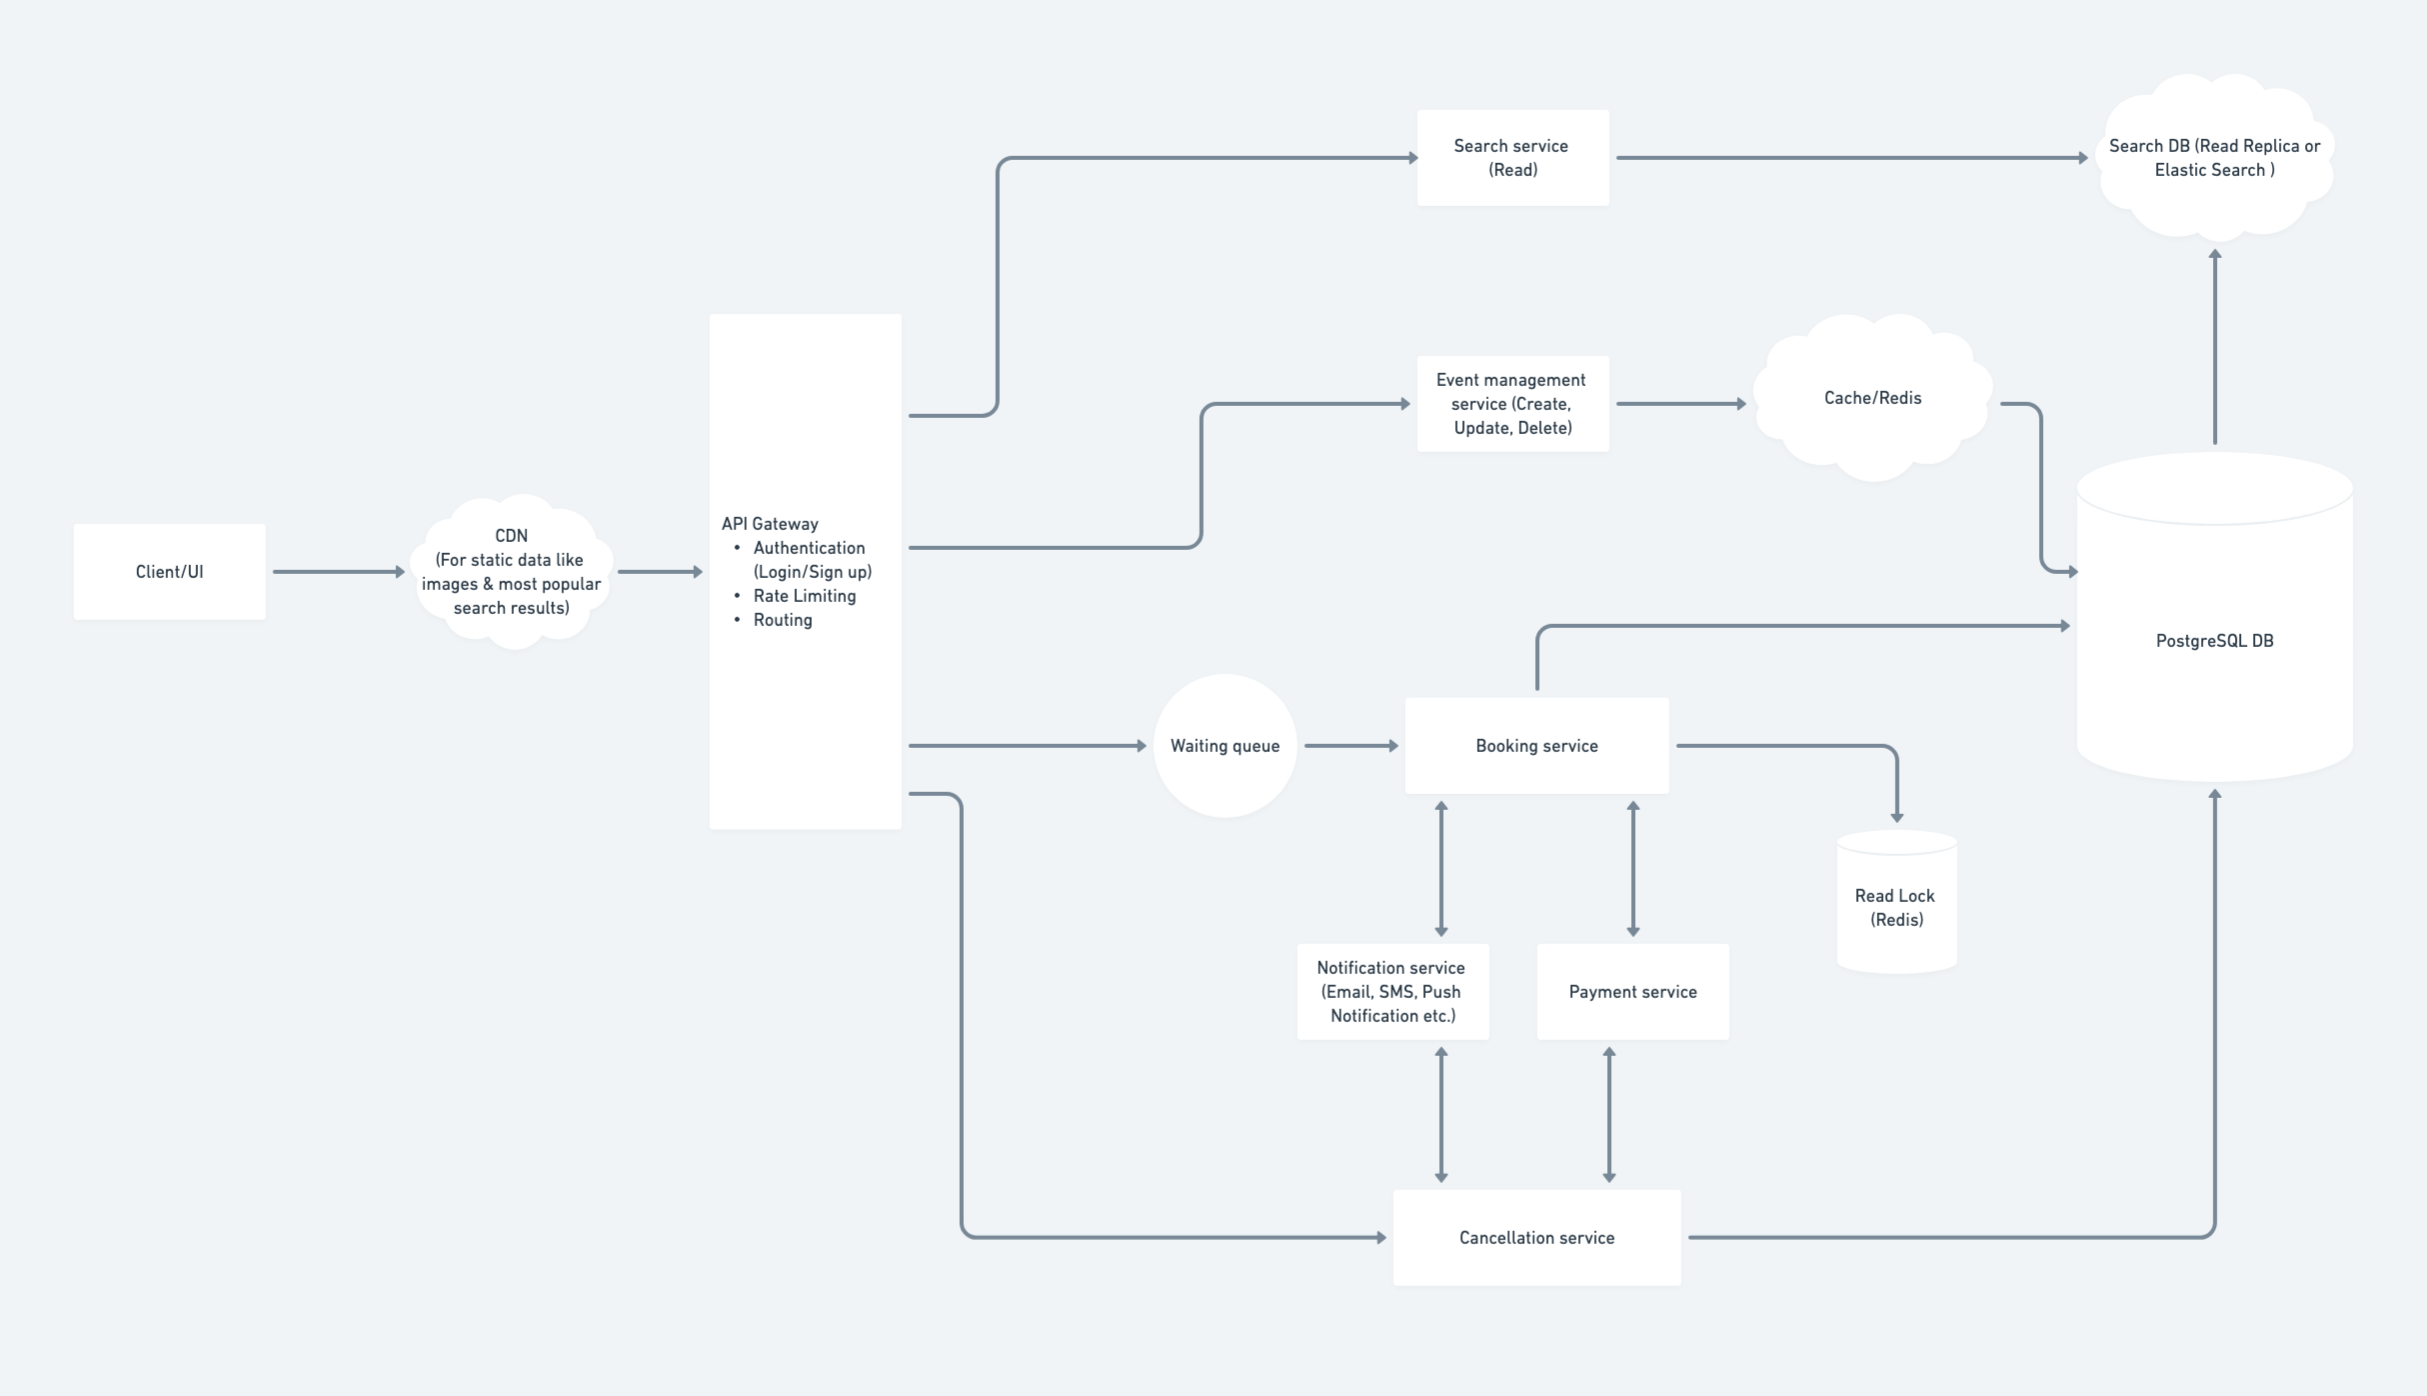 Search service
(Read)
Search DB (Read Replica or
Elastic Search )
Event management
service (Create,
Update, Delete)
Cache/Redis
Client/UI
CDN
(For static data like
images & most popular
search results)
API Gateway
• Authentication
(Login/Sign up)
• Rate Limiting
• Routing
PostgreSQL DB
Waiting queue
Booking service
Read Lock
(Redis)
Notification service
(Email, SMS, Push
Notification etc.)
Payment service
Cancellation service